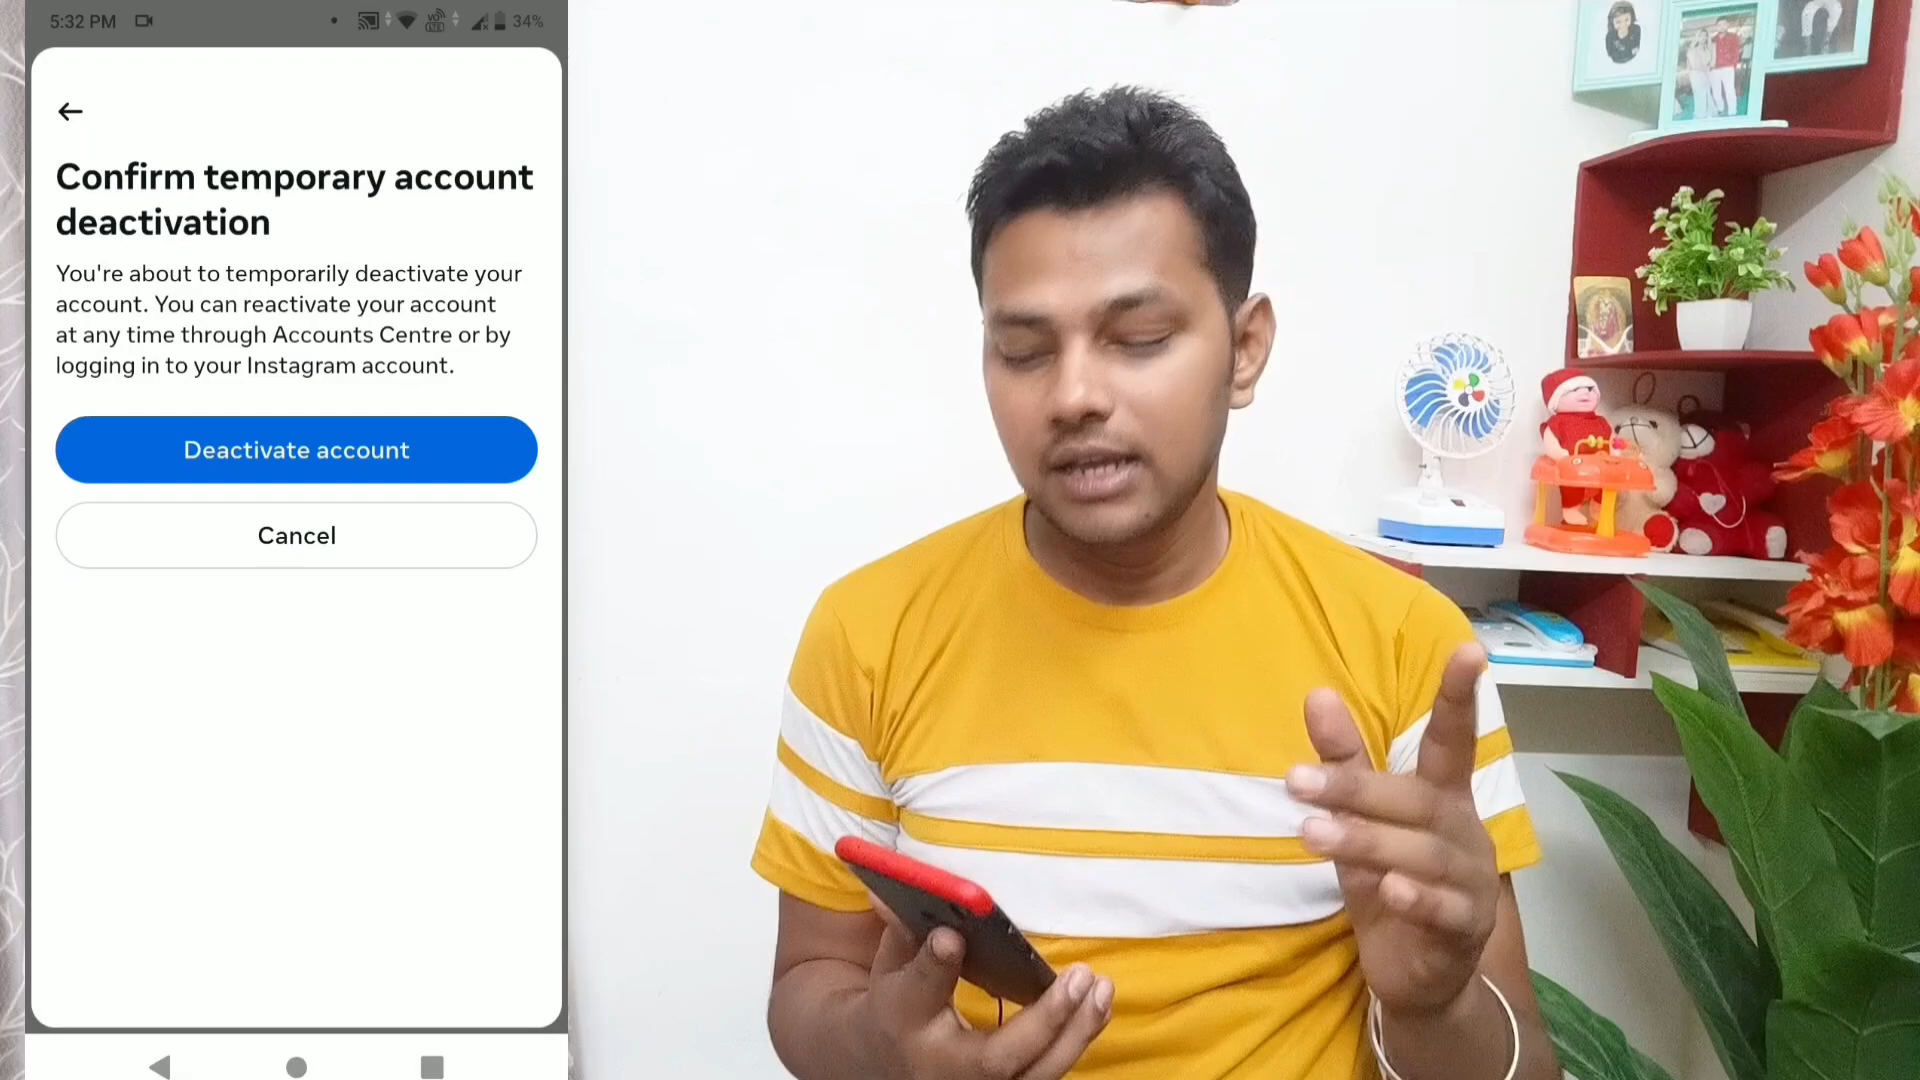 5:32 PM
VO LTE
34%
Confirm temporary account
deactivation
You're about to temporarily deactivate your
account. You can reactivate your account
at any time through Accounts Centre or by
logging in to your Instagram account.
Deactivate account
Cancel